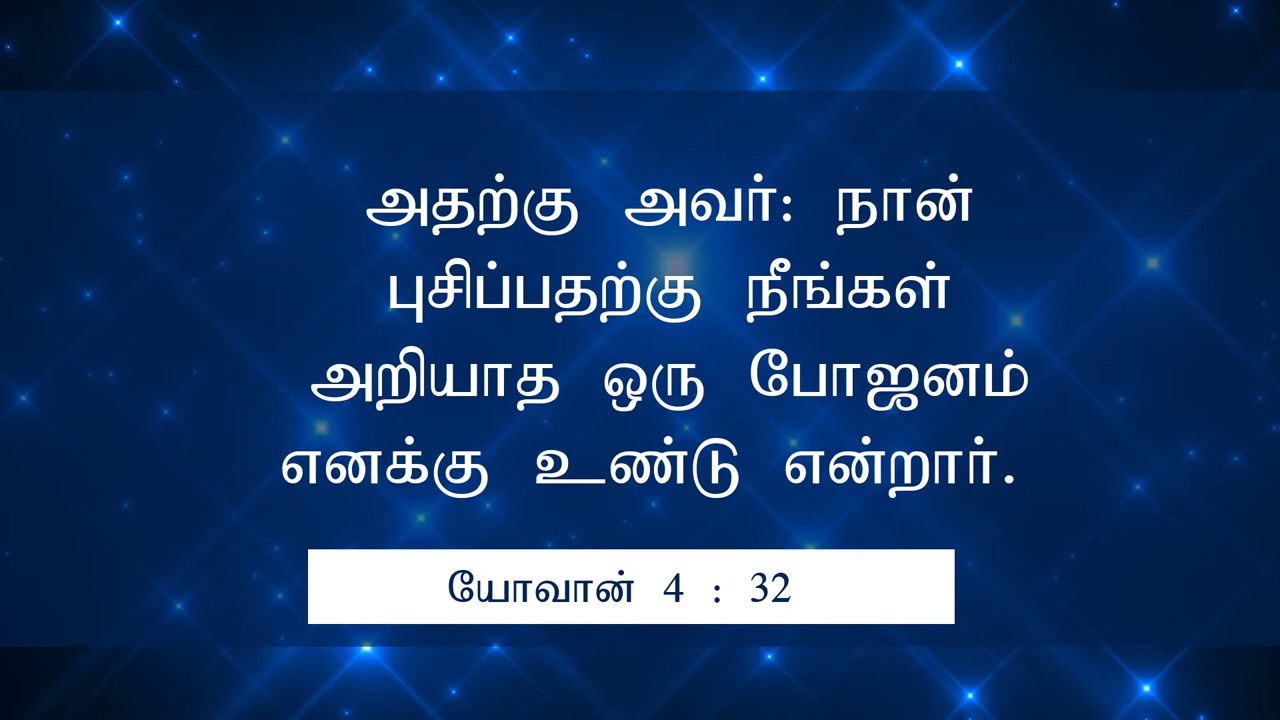 அதற்கு அவர்: நான்
புசிப்பதற்கு நீங்கள்
அறியாத ஒரு போஜனம்
எனக்கு உண்டு என்றார்.
யோவான் 4 : 32